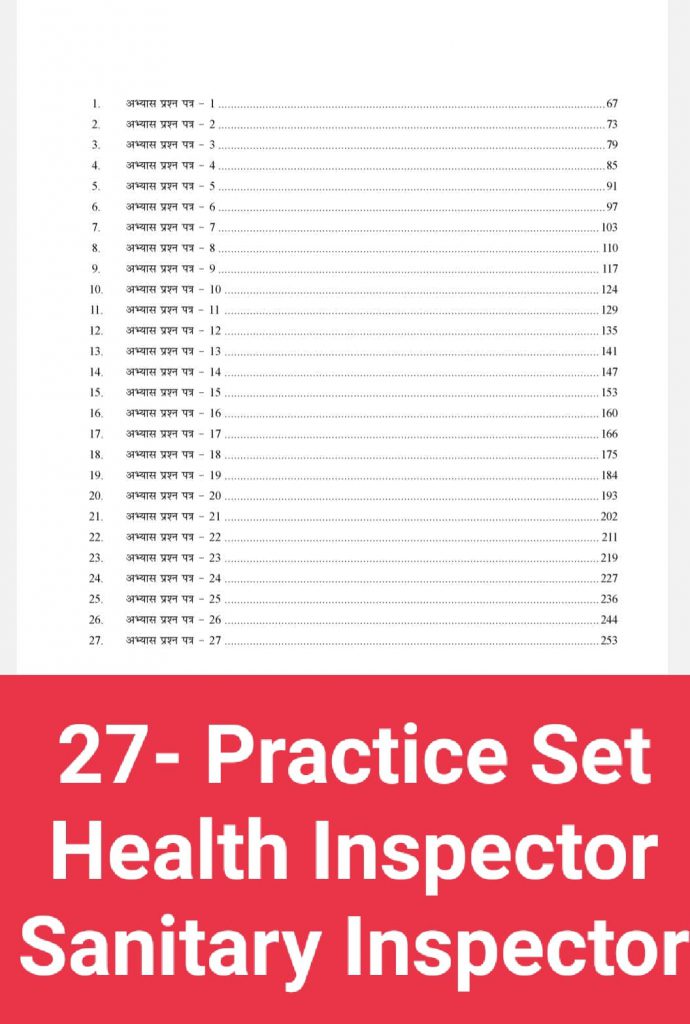 1. अभ्यास प्रश्न पत्र - 1 ........ 67
2. अभ्यास प्रश्न पत्र - 2 ........ 73
3. अभ्यास प्रश्न पत्र - 3 ........ 79
4. अभ्यास प्रश्न पत्र - 4 ........ 85
5. अभ्यास प्रश्न पत्र - 5 ........ 91
6. अभ्यास प्रश्न पत्र - 6 ........ 97
7. अभ्यास प्रश्न पत्र - 7 ........ 103
8. अभ्यास प्रश्न पत्र - 8 ........ 110
9. अभ्यास प्रश्न पत्र - 9 ........ 117
10. अभ्यास प्रश्न पत्र - 10 ........ 124
11. अभ्यास प्रश्न पत्र - 11 ........ 129
12. अभ्यास प्रश्न पत्र - 12 ........ 135
13. अभ्यास प्रश्न पत्र - 13 ........ 141
14. अभ्यास प्रश्न पत्र - 14 ........ 147
15. अभ्यास प्रश्न पत्र - 15 ........ 153
16. अभ्यास प्रश्न पत्र - 16 ........ 160
17. अभ्यास प्रश्न पत्र - 17 ........ 166
18. अभ्यास प्रश्न पत्र - 18 ........ 175
19. अभ्यास प्रश्न पत्र - 19 ........ 184
20. अभ्यास प्रश्न पत्र - 20 ........ 193
21. अभ्यास प्रश्न पत्र - 21 ........ 202
22. अभ्यास प्रश्न पत्र - 22 ........ 211
23. अभ्यास प्रश्न पत्र - 23 ........ 219
24. अभ्यास प्रश्न पत्र - 24 ........ 227
25. अभ्यास प्रश्न पत्र - 25 ........ 236
26. अभ्यास प्रश्न पत्र - 26 ........ 244
27. अभ्यास प्रश्न पत्र - 27 ........ 253
27- Practice Set
Health Inspector
Sanitary Inspector